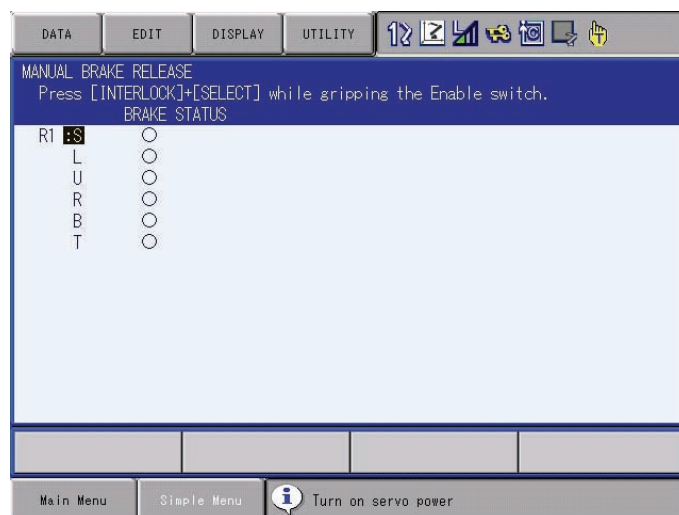 DATA EDIT DISPLAY UTILITY
MANUAL BRAKE RELEASE
Press [INTERLOCK]+[SELECT] while gripping the Enable switch.
BRAKE STATUS
R1 :S
L
U
R
B
T
Main Menu Simple Menu Turn on servo power